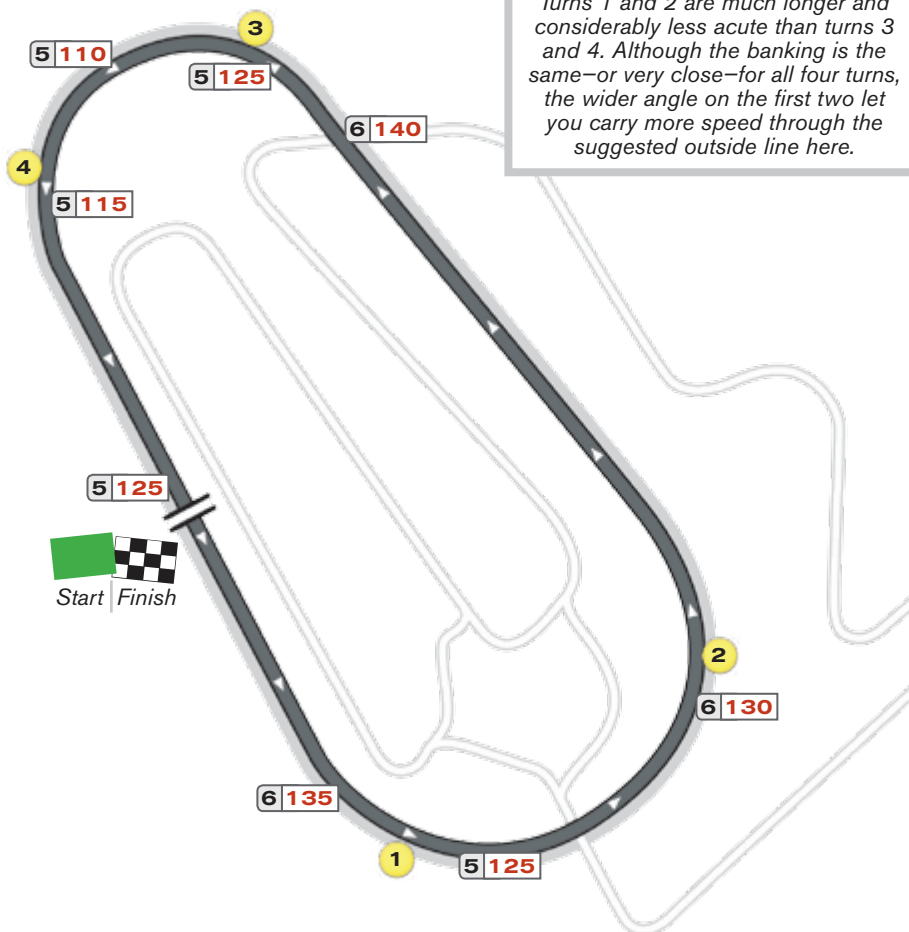 Turns 1 and 2 are much longer and
considerably less acute than turns 3
and 4. Although the banking is the
same—or very close—for all four turns,
the wider angle on the first two let
you carry more speed through the
suggested outside line here.
3
5 110
5 125
6 140
4
5 115
5 125
Start | Finish
2
6 130
6 135
1
5 125